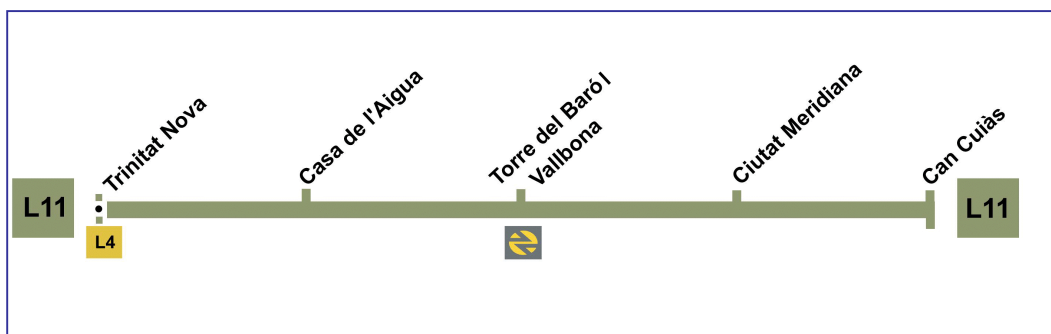 Trinitat Nova
Casa de l'Aigua
Torre del Baró l
Vallbona
Ciutat Meridiana
Can Cuiàs
L11
L11
L4